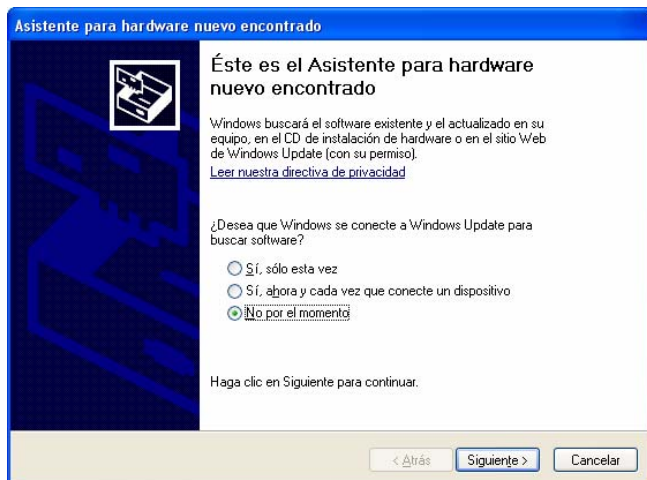 Asistente para hardware nuevo encontrado
Éste es el Asistente para hardware
nuevo encontrado
Windows buscará el software existente y el actualizado en su
equipo, en el CD de instalación de hardware o en el sitio Web
de Windows Update (con su permiso).
Leer nuestra directiva de privacidad
¿Desea que Windows se conecte a Windows Update para
buscar software?
Sí, sólo esta vez
Sí, ahora y cada vez que conecte un dispositivo
No por el momento
Haga clic en Siguiente para continuar.
< Atrás Siguiente > Cancelar